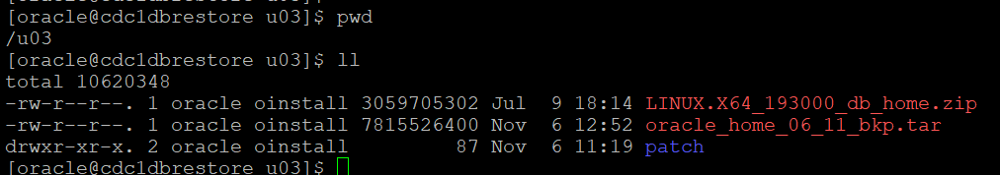 [oracle@cdc1dbrestore u03]$ pwd
/u03
[oracle@cdc1dbrestore u03]$ ll
total 10620348
-rw-r--r--. 1 oracle oinstall 3059705302 Jul  9 18:14 LINUX.X64_193000_db_home.zip
-rw-r--r--. 1 oracle oinstall 7815526400 Nov  6 12:52 oracle_home_06_11_bkp.tar
drwxr-xr-x. 2 oracle oinstall         87 Nov  6 11:19 patch
[oracle@cdc1dbrestore u03]$